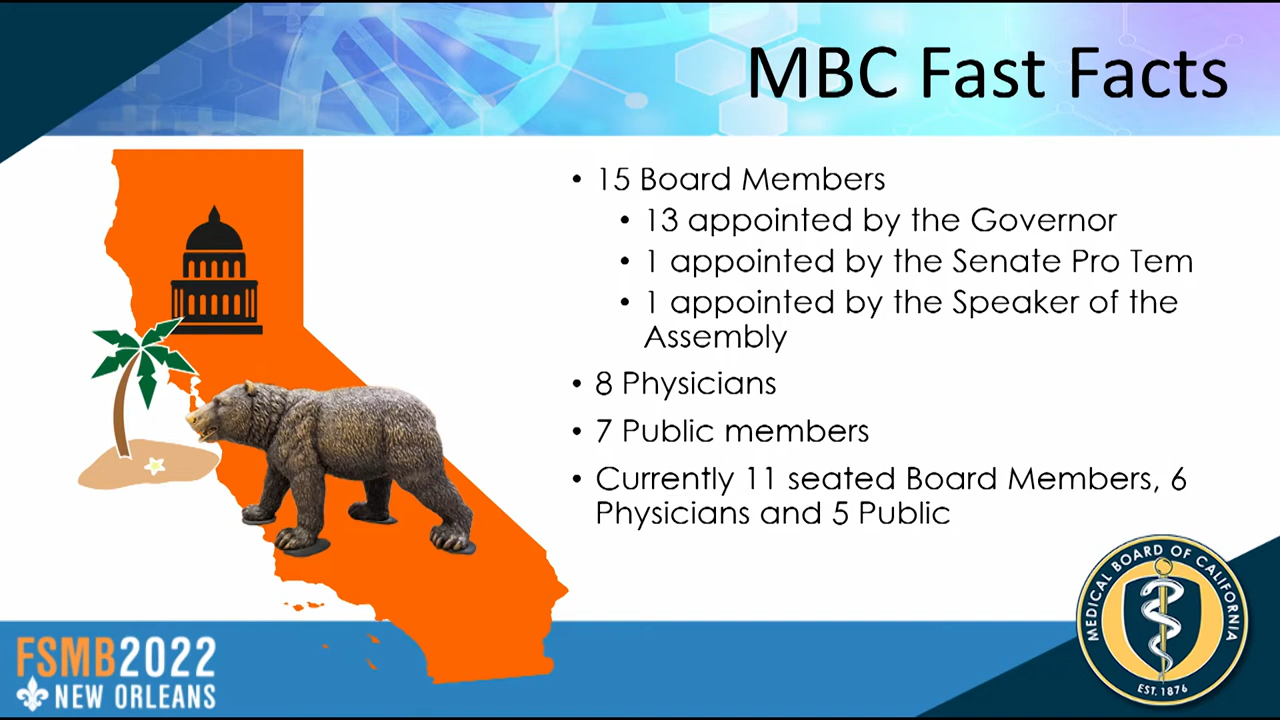 MBC Fast Facts
• 15 Board Members
• 13 appointed by the Governor
• 1 appointed by the Senate Pro Tem
• 1 appointed by the Speaker of the
Assembly
• 8 Physicians
• 7 Public members
• Currently 11 seated Board Members, 6
Physicians and 5 Public
FSMB2022
NEW ORLEANS
MEDICAL BOARD OF CALIFORNIA
EST. 1876